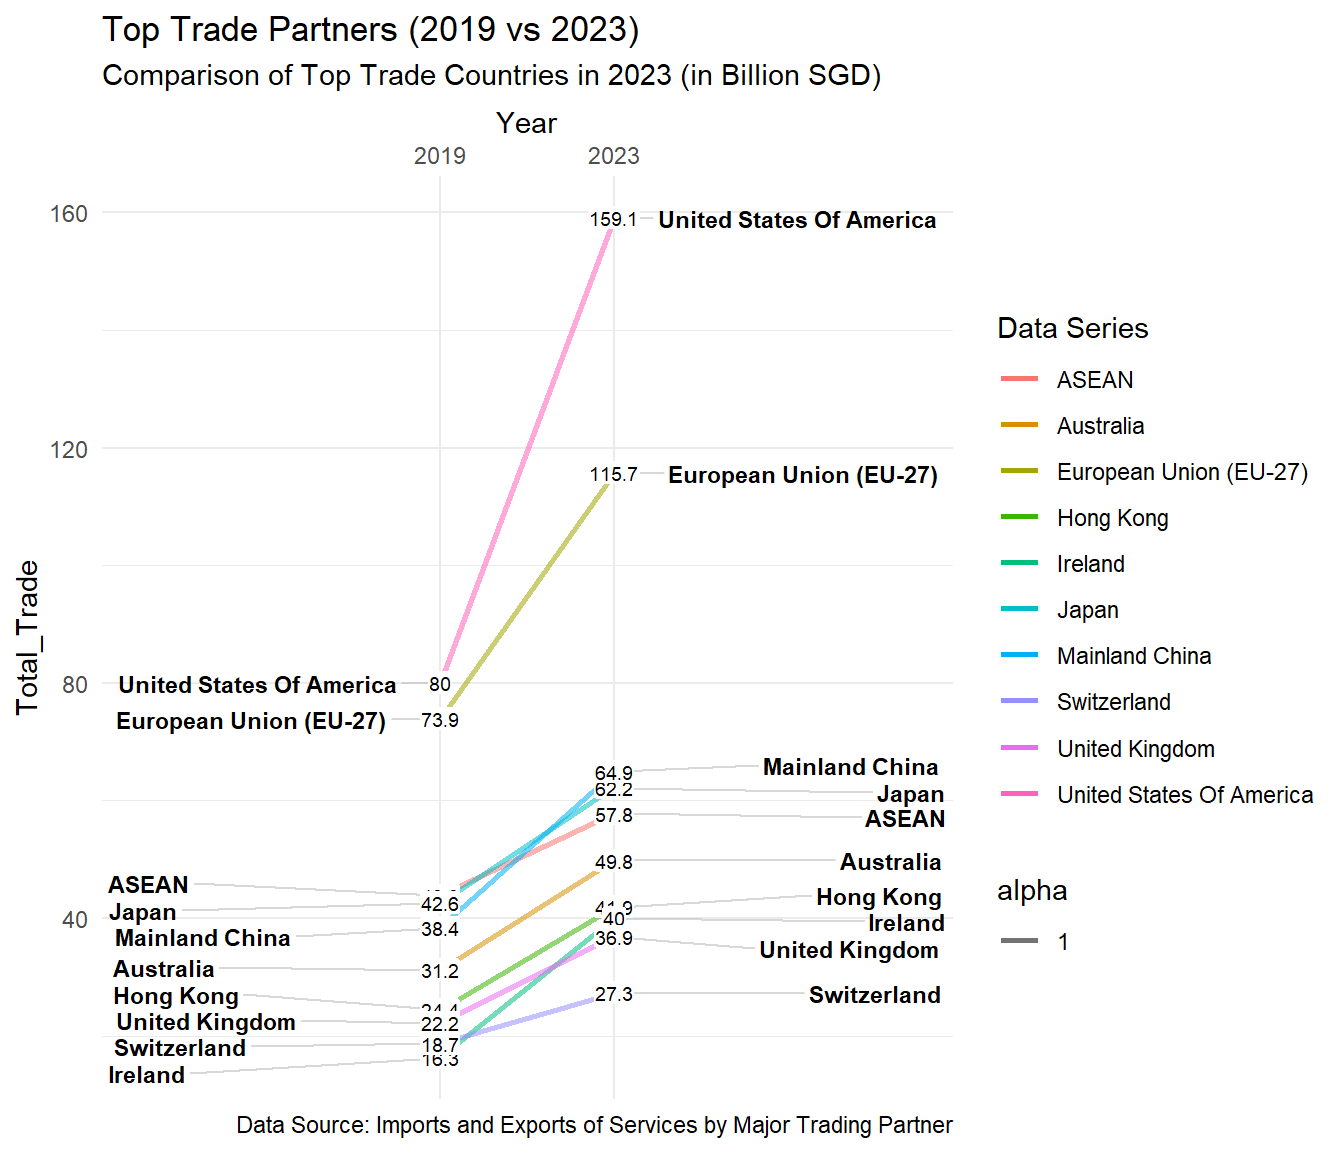 Top Trade Partners (2019 vs 2023)
Comparison of Top Trade Countries in 2023 (in Billion SGD)
Year
2019 2023
160
120
80
40
Total_Trade
159.1 United States Of America
115.7 European Union (EU-27)
United States Of America 80
European Union (EU-27) 73.9
64.9 Mainland China
62.2 Japan
57.8 ASEAN
49.8 Australia
Hong Kong
40 Ireland
36.9 United Kingdom
27.3 Switzerland
ASEAN
Japan 42.6
Mainland China 38.4
Australia 31.2
Hong Kong 24.4
United Kingdom 22.2
Switzerland 18.7
Ireland 16.3
Data Series
ASEAN
Australia
European Union (EU-27)
Hong Kong
Ireland
Japan
Mainland China
Switzerland
United Kingdom
United States Of America
alpha
1
Data Source: Imports and Exports of Services by Major Trading Partner